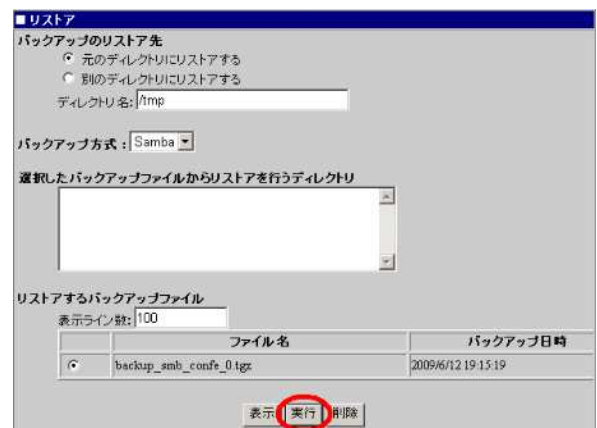 ■リストア
バックアップのリストア先
元のディレクトリにリストアする
別のディレクトリにリストアする
ディレクトリ名: /tmp
バックアップ方式 : Samba
選択したバックアップファイルからリストアを行うディレクトリ
リストアするバックアップファイル
表示ライン数: 100
ファイル名 バックアップ日時
backup_smb_confe_0.tgz 2009/6/12 19:15:19
表示 実行 削除